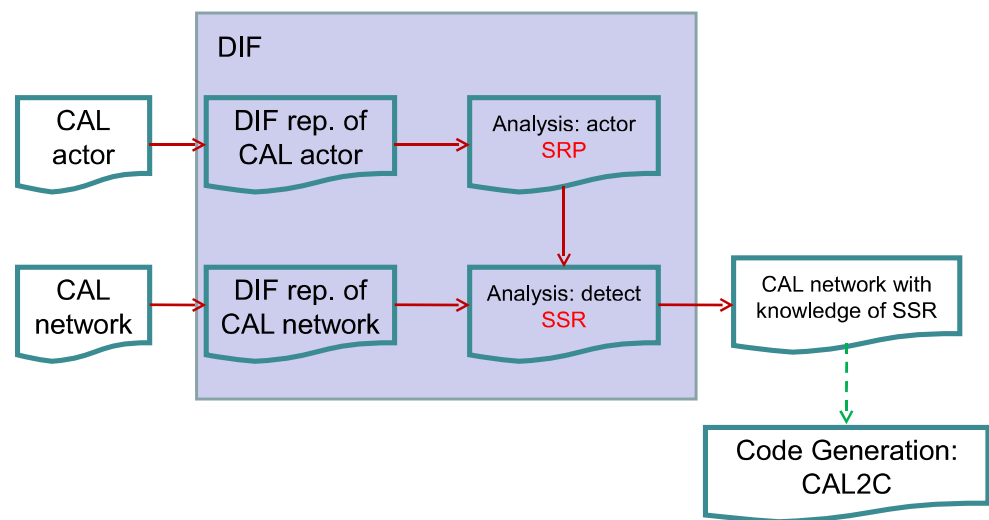 DIF
CAL
actor
DIF rep. of
CAL actor
Analysis: actor
SRP
CAL
network
DIF rep. of
CAL network
Analysis: detect
SSR
CAL network with
knowledge of SSR
Code Generation:
CAL2C